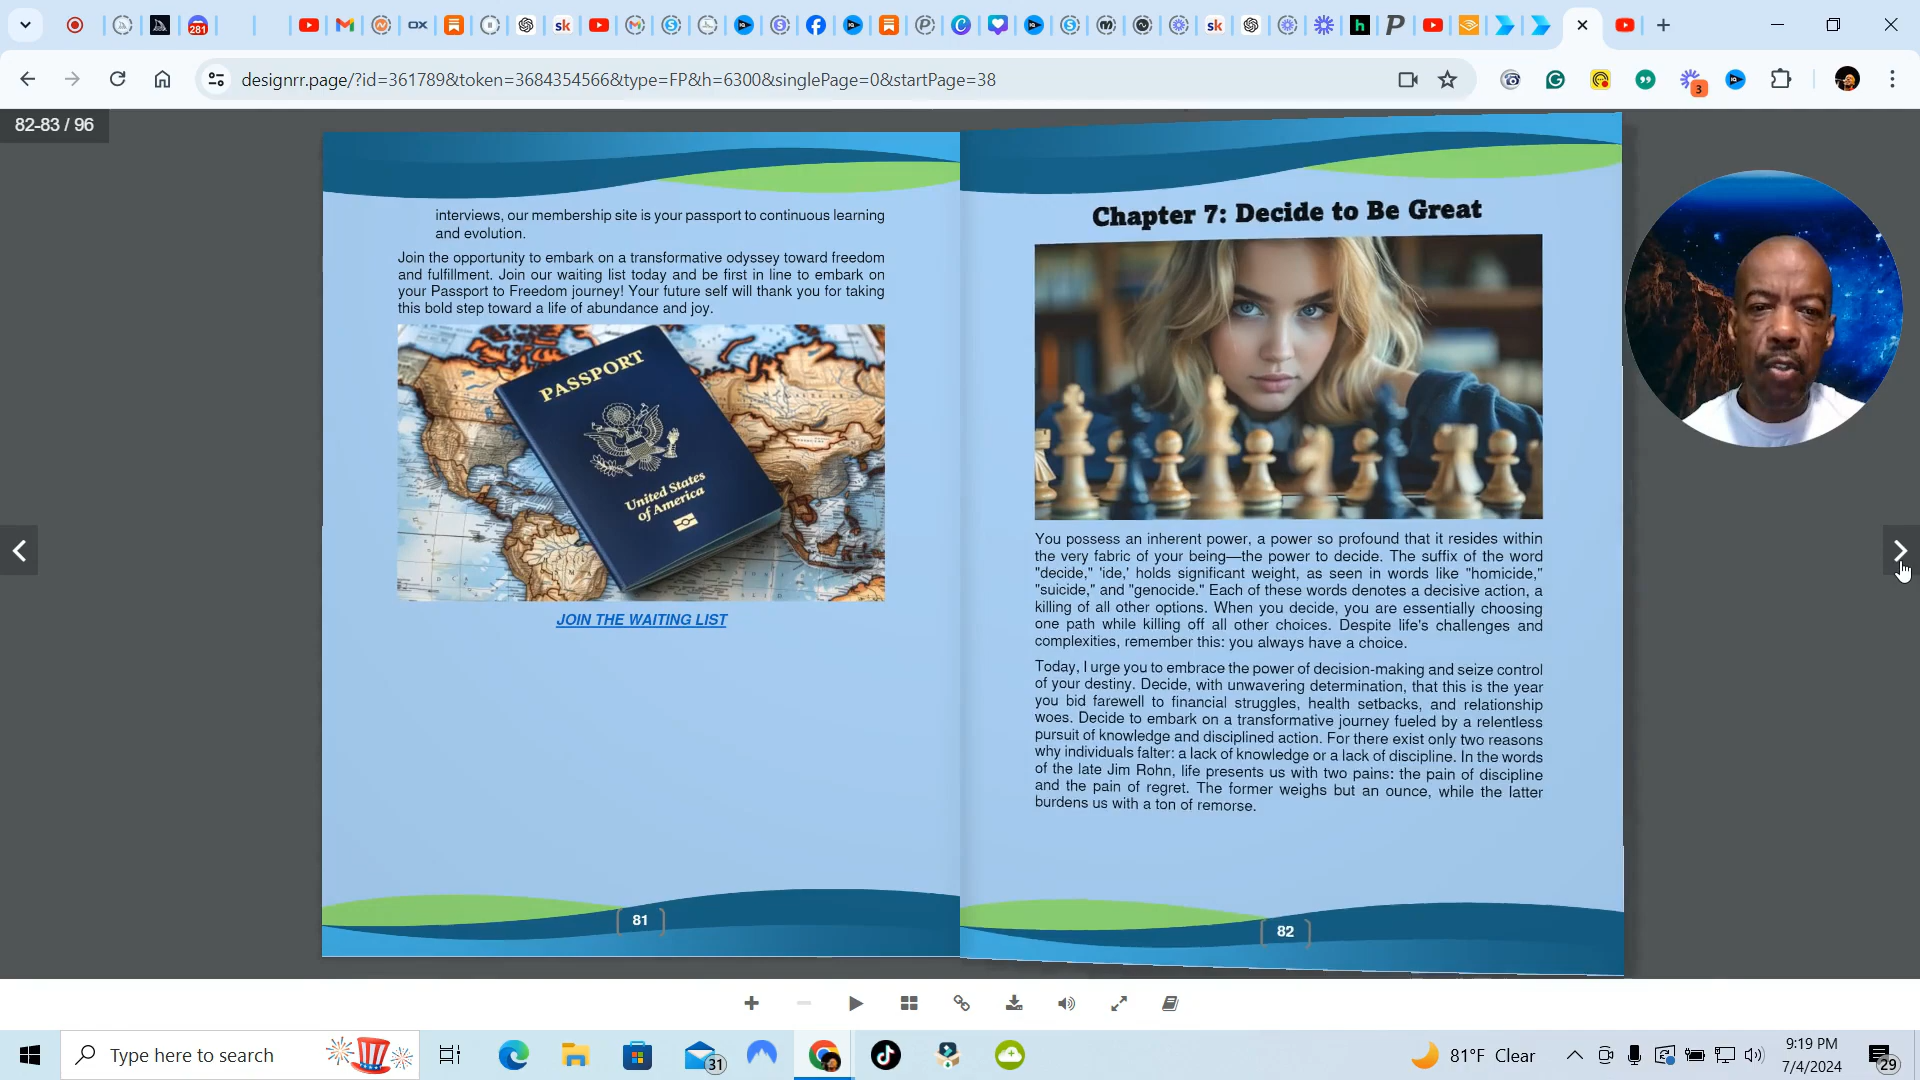 281
OX
sk
sk
h
P
designrr.page/?id=361789&token=3684354566&type=FP&h=6300&singlePage=0&startPage=38
3
82-83 / 96
interviews, our membership site is your passport to continuous learning
and evolution.
Join the opportunity to embark on a transformative odyssey toward freedom
and fulfillment. Join our waiting list today and be first in line to embark on
your Passport to Freedom journey! Your future self will thank you for taking
this bold step toward a life of abundance and joy.
PASSPORT
United States
of America
JOIN THE WAITING LIST
81
Chapter 7: Decide to Be Great
You possess an inherent power, a power so profound that it resides within
the very fabric of your being—the power to decide. The suffix of the word
"decide," 'ide,' holds significant weight, as seen in words like "homicide,"
"suicide," and "genocide." Each of these words denotes a decisive action, a
killing of all other options. When you decide, you are essentially choosing
one path while killing off all other choices. Despite life's challenges and
complexities, remember this: you always have a choice.
Today, I urge you to embrace the power of decision-making and seize control
of your destiny. Decide, with unwavering determination, that this is the year
you bid farewell to financial struggles, health setbacks, and relationship
woes. Decide to embark on a transformative journey fueled by a relentless
pursuit of knowledge and disciplined action. For there exist only two reasons
why individuals falter: a lack of knowledge or a lack of discipline. In the words
of the late Jim Rohn, life presents us with two pains: the pain of discipline
and the pain of regret. The former weighs but an ounce, while the latter
burdens us with a ton of remorse.
82
Type here to search
31
81°F Clear
9:19 PM
7/4/2024
29